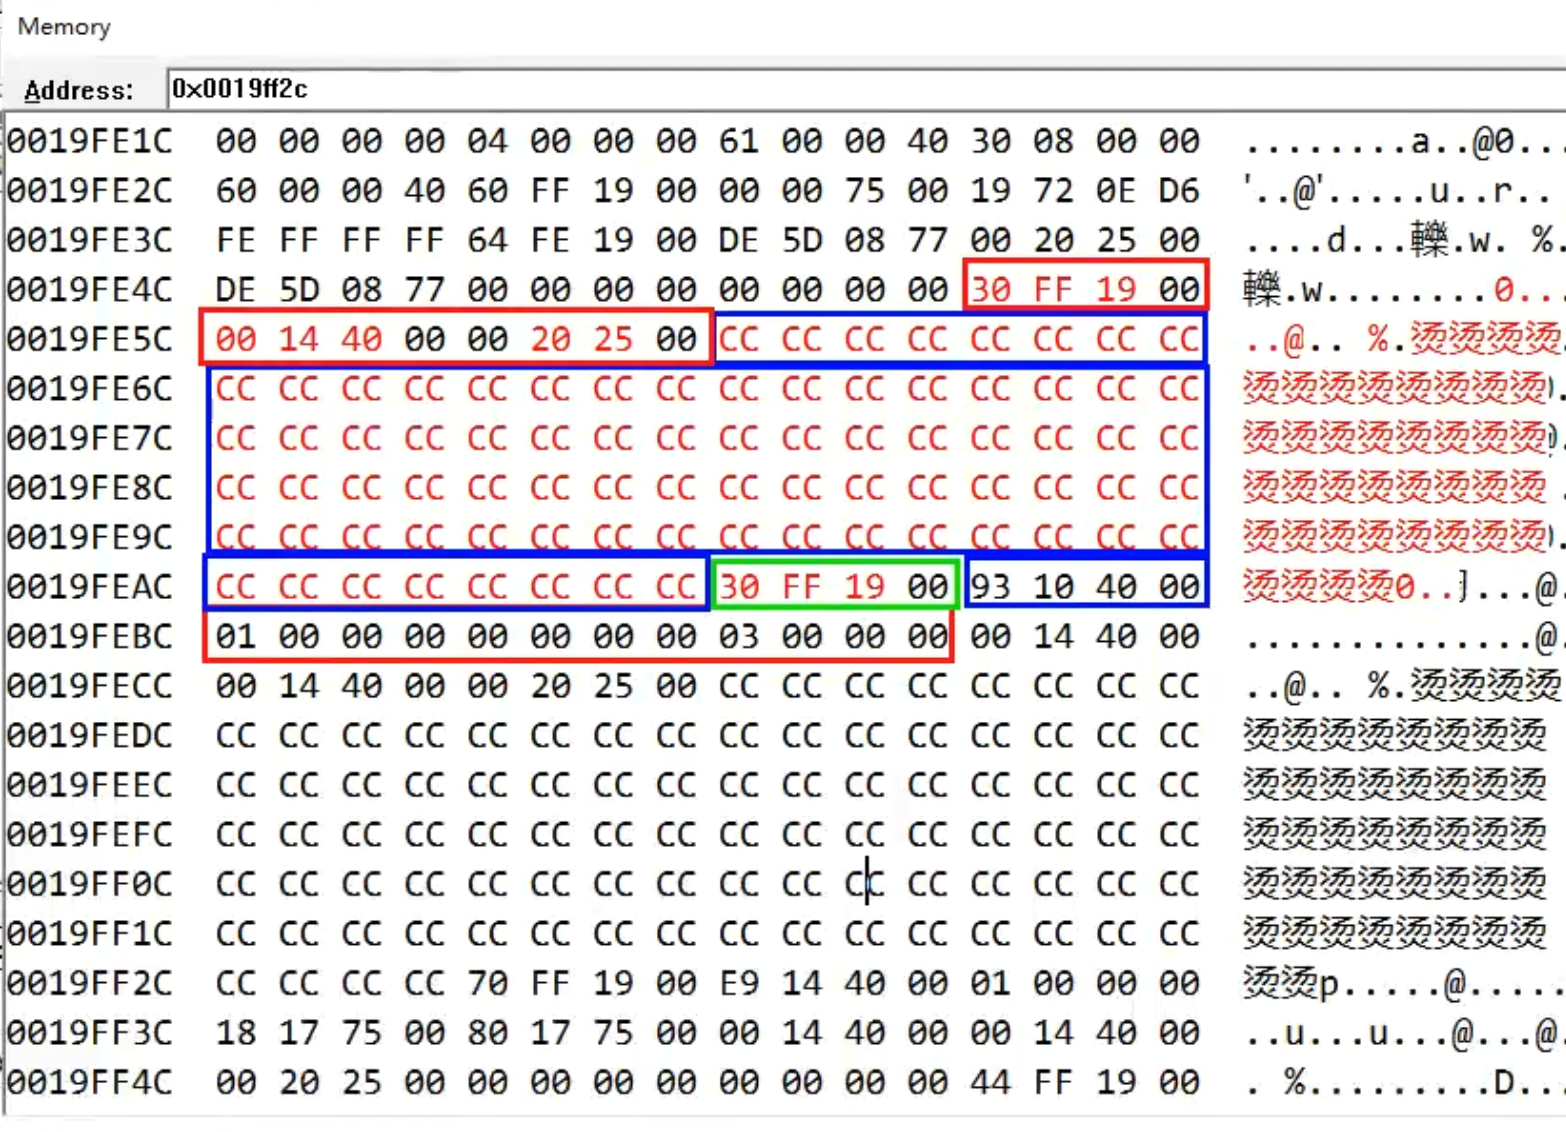 Memory
Address: 0x0019ff2c
0019FE1C 00 00 00 00 04 00 00 00 61 00 00 40 30 08 00 00 ........a..@0...
0019FE2C 60 00 00 40 60 FF 19 00 00 00 75 00 19 72 0E D6 '..@'.....u..r..
0019FE3C FE FF FF FF 64 FE 19 00 DE 5D 08 77 00 20 25 00 ....d...轢.w. %.
0019FE4C DE 5D 08 77 00 00 00 00 00 00 00 00 30 FF 19 00 轢.w........0...
0019FE5C 00 14 40 00 00 20 25 00 CC CC CC CC CC CC CC CC ..@.. %.烫烫烫烫.
0019FE6C CC CC CC CC CC CC CC CC CC CC CC CC CC CC CC CC 烫烫烫烫烫烫烫烫).
0019FE7C CC CC CC CC CC CC CC CC CC CC CC CC CC CC CC CC 烫烫烫烫烫烫烫烫).
0019FE8C CC CC CC CC CC CC CC CC CC CC CC CC CC CC CC CC 烫烫烫烫烫烫烫烫 .
0019FE9C CC CC CC CC CC CC CC CC CC CC CC CC CC CC CC CC 烫烫烫烫烫烫烫烫).
0019FEAC CC CC CC CC CC CC CC CC 30 FF 19 00 93 10 40 00 烫烫烫烫0..]...@.
0019FEBC 01 00 00 00 00 00 00 00 03 00 00 00 00 14 40 00 ..............@.
0019FECC 00 14 40 00 00 20 25 00 CC CC CC CC CC CC CC CC ..@.. %.烫烫烫烫
0019FEDC CC CC CC CC CC CC CC CC CC CC CC CC CC CC CC CC 烫烫烫烫烫烫烫烫
0019FEEC CC CC CC CC CC CC CC CC CC CC CC CC CC CC CC CC 烫烫烫烫烫烫烫烫
0019FEFC CC CC CC CC CC CC CC CC CC CC CC CC CC CC CC CC 烫烫烫烫烫烫烫烫
0019FF0C CC CC CC CC CC CC CC CC CC CC CC CC CC CC CC CC 烫烫烫烫烫烫烫烫
0019FF1C CC CC CC CC CC CC CC CC CC CC CC CC CC CC CC CC 烫烫烫烫烫烫烫烫
0019FF2C CC CC CC CC 70 FF 19 00 E9 14 40 00 01 00 00 00 烫烫p.....@.....
0019FF3C 18 17 75 00 80 17 75 00 00 14 40 00 00 14 40 00 ..u...u...@...@.
0019FF4C 00 20 25 00 00 00 00 00 00 00 00 00 44 FF 19 00 . %.........D...